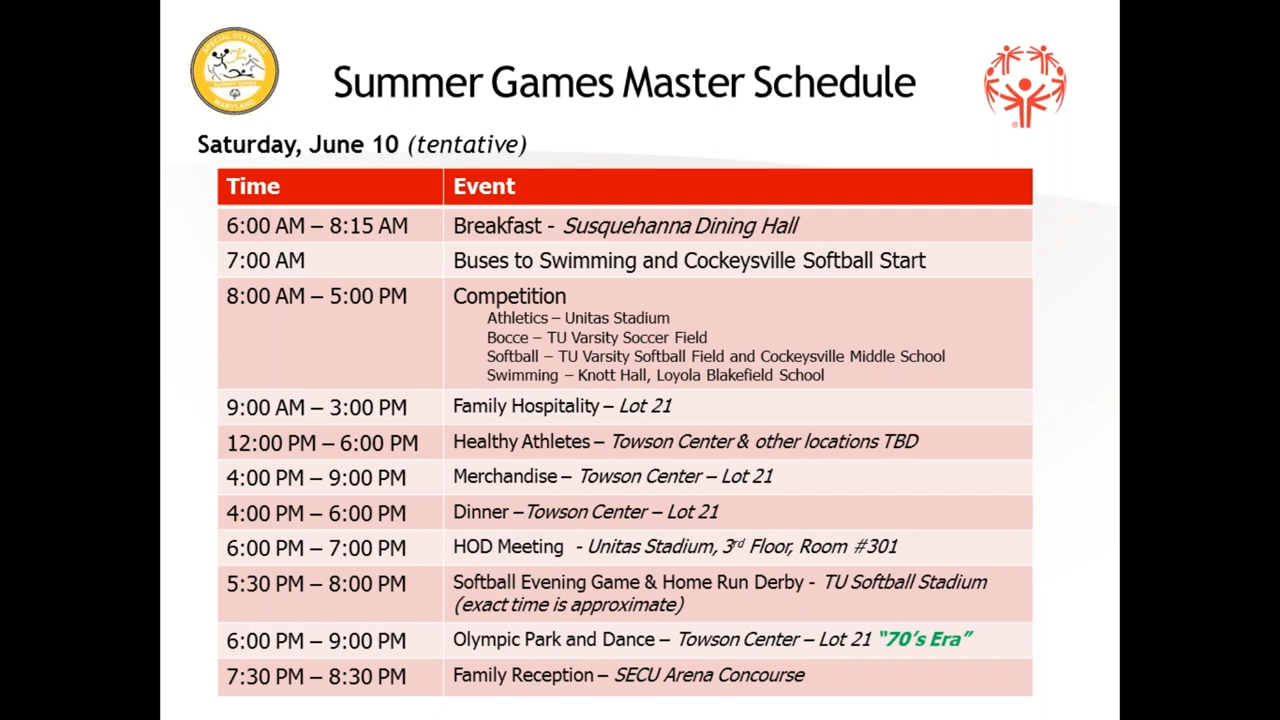 SPECIAL OLYMPICS
MARYLAND
Summer Games Master Schedule
Saturday, June 10 (tentative)
Time Event
6:00 AM – 8:15 AM Breakfast - Susquehanna Dining Hall
7:00 AM Buses to Swimming and Cockeysville Softball Start
8:00 AM – 5:00 PM Competition
Athletics – Unitas Stadium
Bocce – TU Varsity Soccer Field
Softball – TU Varsity Softball Field and Cockeysville Middle School
Swimming – Knott Hall, Loyola Blakefield School
9:00 AM – 3:00 PM Family Hospitality – Lot 21
12:00 PM – 6:00 PM Healthy Athletes – Towson Center & other locations TBD
4:00 PM – 9:00 PM Merchandise – Towson Center – Lot 21
4:00 PM – 6:00 PM Dinner –Towson Center – Lot 21
6:00 PM – 7:00 PM HOD Meeting - Unitas Stadium, 3rd Floor, Room #301
5:30 PM – 8:00 PM Softball Evening Game & Home Run Derby - TU Softball Stadium
(exact time is approximate)
6:00 PM – 9:00 PM Olympic Park and Dance – Towson Center – Lot 21 "70's Era"
7:30 PM – 8:30 PM Family Reception – SECU Arena Concourse